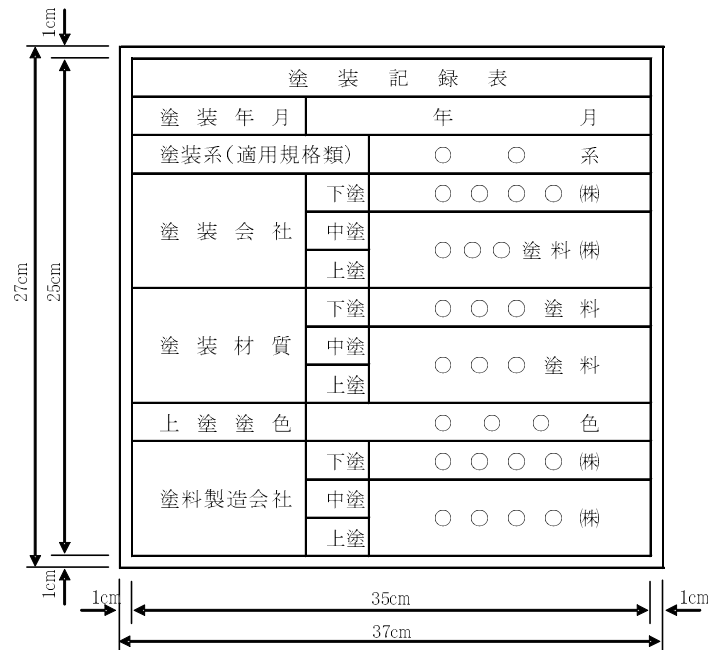 1cm
塗装記録表
塗装年月 年 月
塗装系(適用規格類) ○ ○ 系
塗装会社 下塗 ○○○○㈱
中塗
○○○塗料㈱
上塗
27cm
25cm
塗装材質 下塗 ○○○塗料
中塗
○○○塗料
上塗
上塗塗色 ○ ○ ○ 色
塗料製造会社 下塗 ○○○○㈱
中塗
○○○○㈱
上塗
1cm
1cm 35cm 1cm
37cm